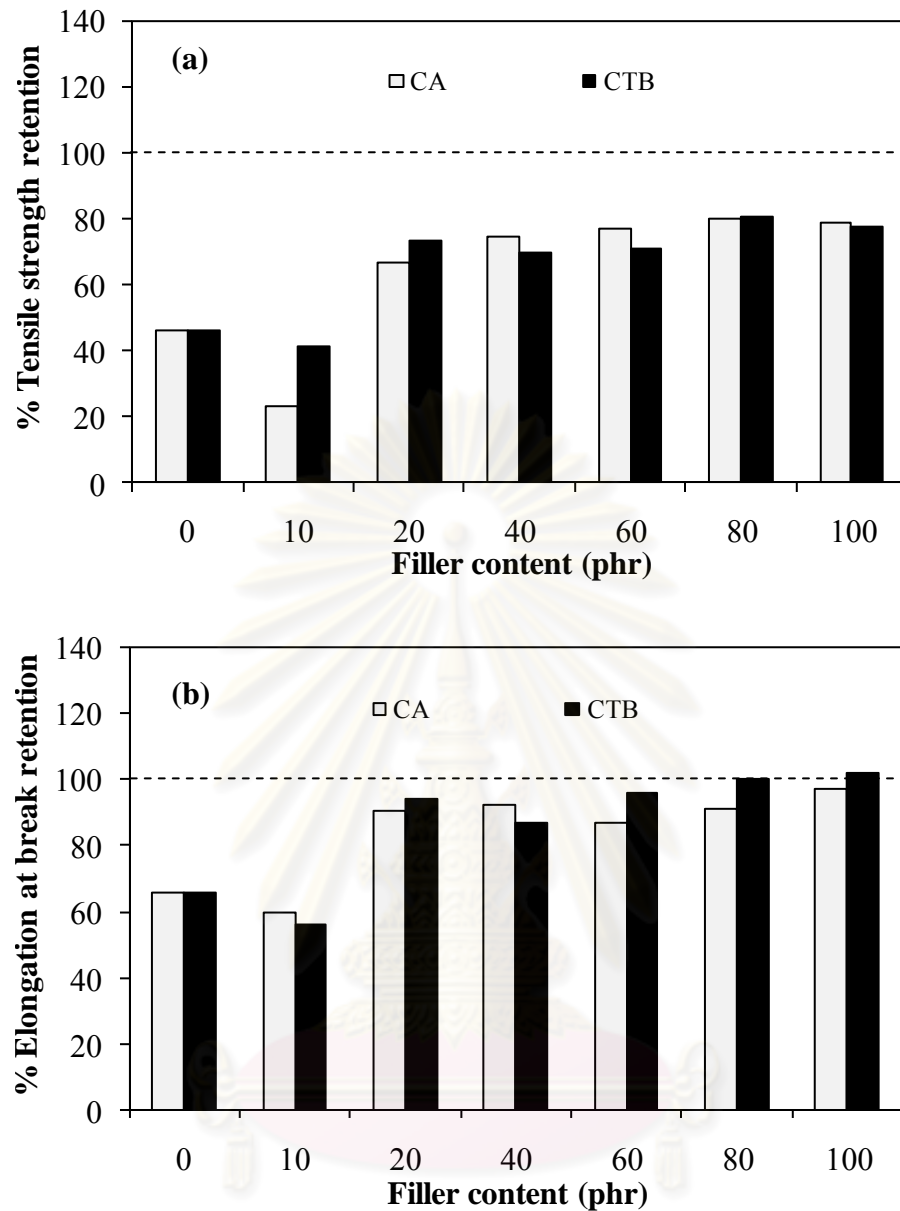 140
(a)
CA CTB
120
100
80
60
40
20
0
% Tensile strength retention
0 10 20 40 60 80 100
Filler content (phr)
140
(b)
CA CTB
120
100
80
60
40
20
0
% Elongation at break retention
0 10 20 40 60 80 100
Filler content (phr)